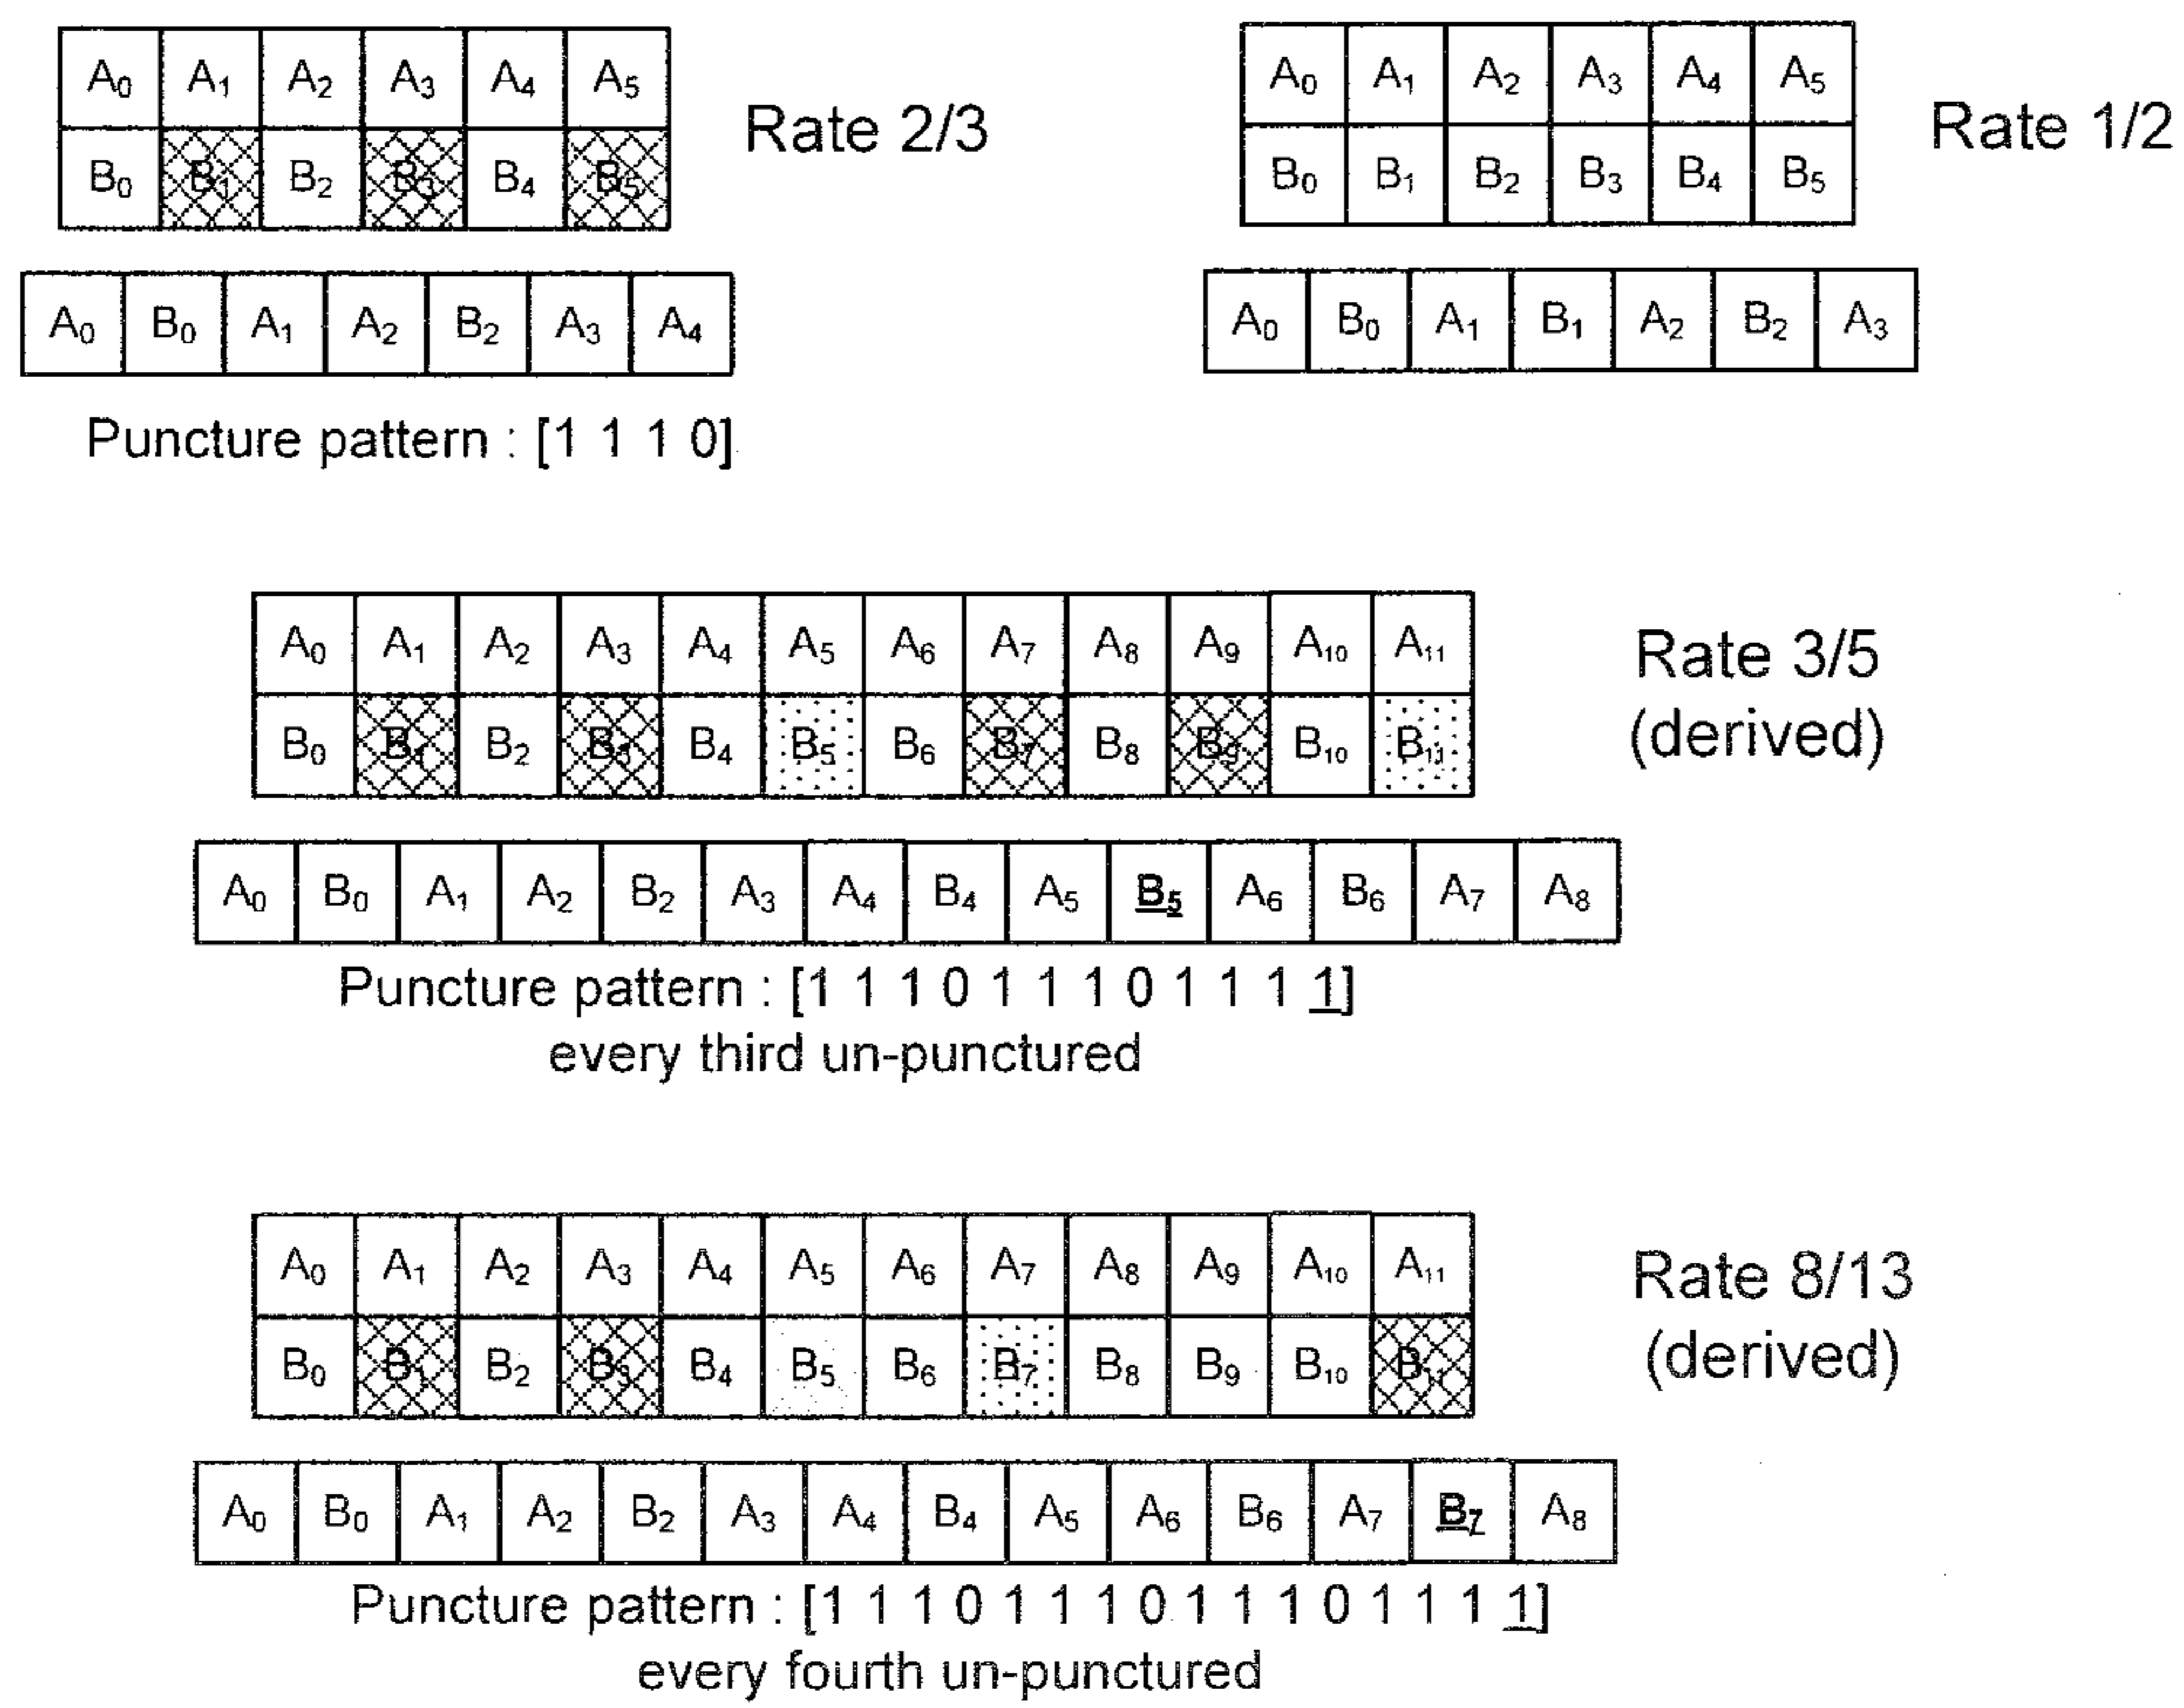 A₀ A₁ A₂ A₃ A₄ A₅
B₀ B₁ B₂ B₃ B₄ B₅
Rate 2/3
A₀ B₀ A₁ A₂ B₂ A₃ A₄
Puncture pattern : [1 1 1 0]
A₀ A₁ A₂ A₃ A₄ A₅
B₀ B₁ B₂ B₃ B₄ B₅
Rate 1/2
A₀ B₀ A₁ B₁ A₂ B₂ A₃
A₀ A₁ A₂ A₃ A₄ A₅ A₆ A₇ A₈ A₉ A₁₀ A₁₁
B₀ B₁ B₂ B₃ B₄ B₅ B₆ B₇ B₈ B₉ B₁₀ B₁₁
Rate 3/5
(derived)
A₀ B₀ A₁ A₂ B₂ A₃ A₄ B₄ A₅ B₅ A₆ B₆ A₇ A₈
Puncture pattern : [1 1 1 0 1 1 1 0 1 1 1 1]
every third un-punctured
A₀ A₁ A₂ A₃ A₄ A₅ A₆ A₇ A₈ A₉ A₁₀ A₁₁
B₀ B₁ B₂ B₃ B₄ B₅ B₆ B₇ B₈ B₉ B₁₀ B₁₁
Rate 8/13
(derived)
A₀ B₀ A₁ A₂ B₂ A₃ A₄ B₄ A₅ A₆ B₆ A₇ B₇ A₈
Puncture pattern : [1 1 1 0 1 1 1 0 1 1 1 0 1 1 1 1]
every fourth un-punctured